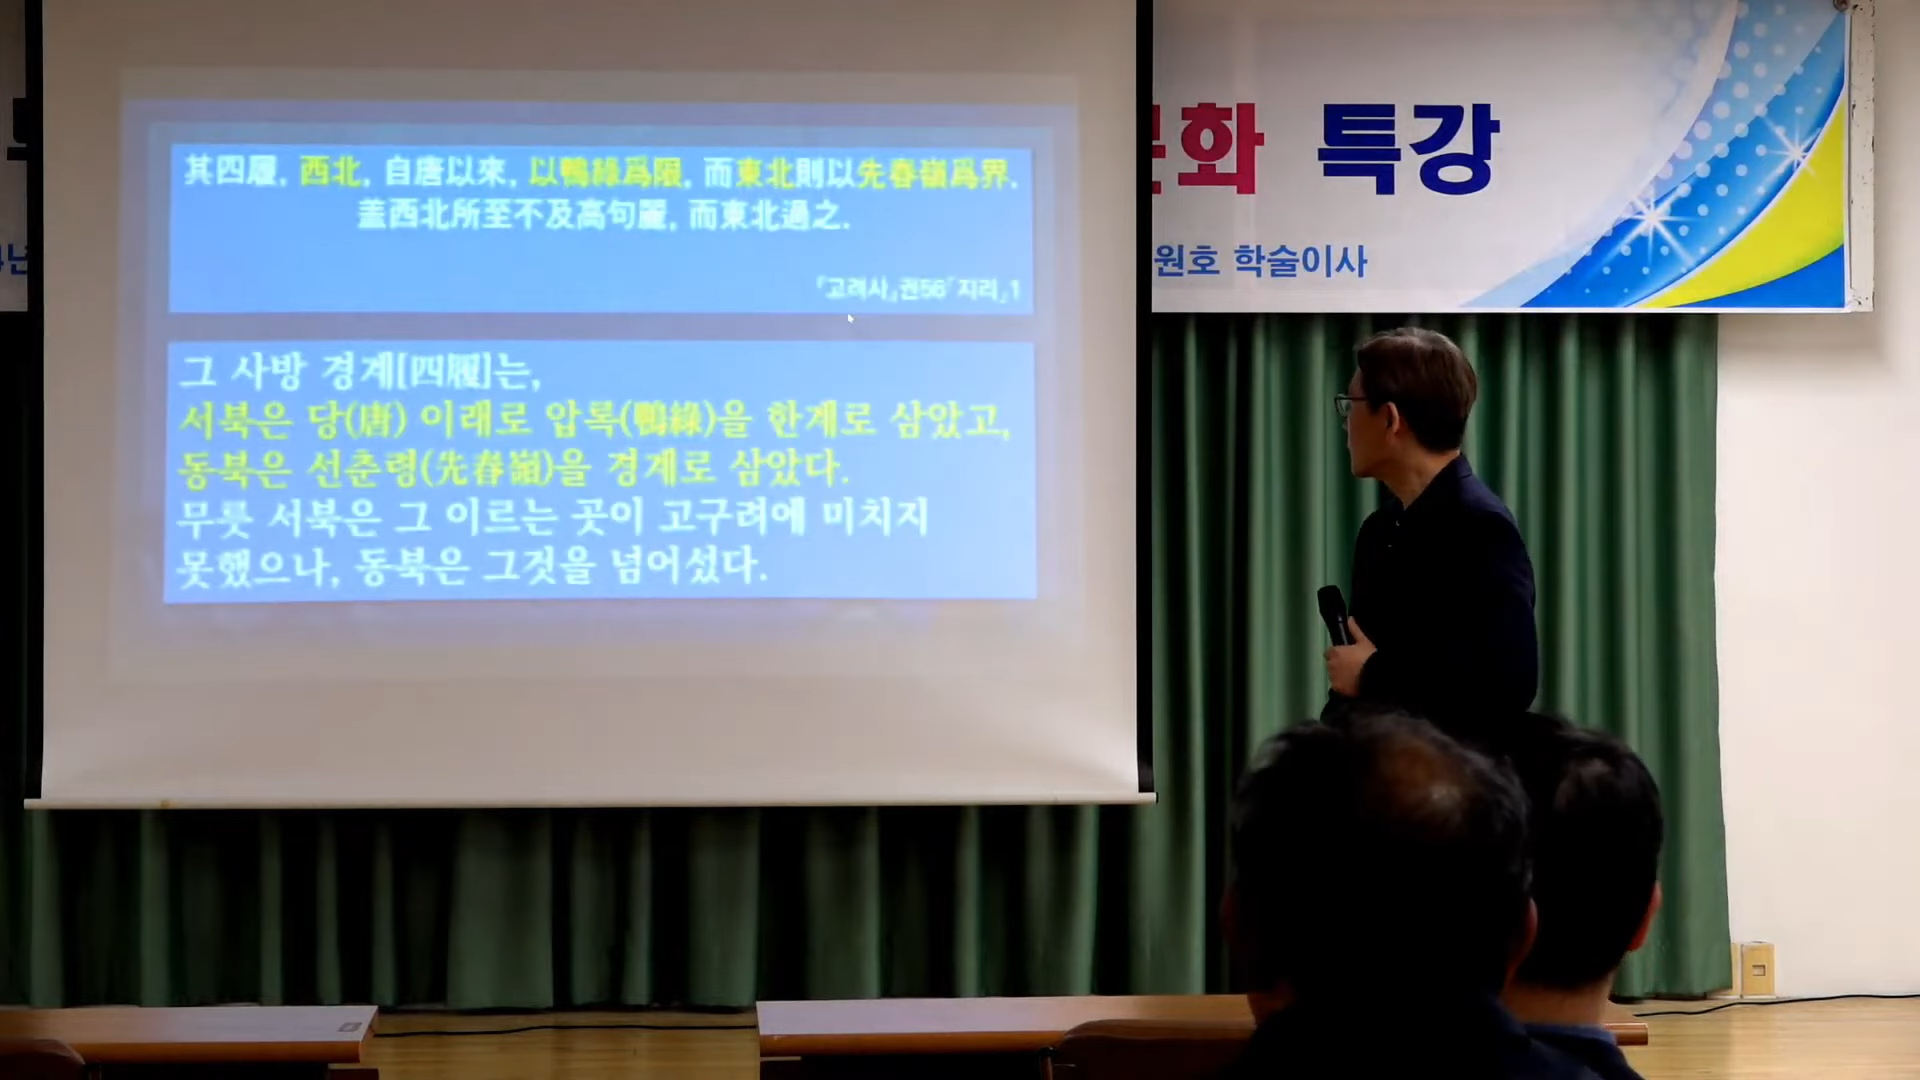 其四履, 西北, 自唐以來, 以鴨綠爲限, 而東北則以先春嶺爲界.
盖西北所至不及高句麗, 而東北過之.
『고려사』권56「지리」1
그 사방 경계[四履]는,
서북은 당(唐) 이래로 압록(鴨綠)을 한계로 삼았고,
동북은 선춘령(先春嶺)을 경계로 삼았다.
무릇 서북은 그 이르는 곳이 고구려에 미치지
못했으나, 동북은 그것을 넘어섰다.
화 특강
원호 학술이사